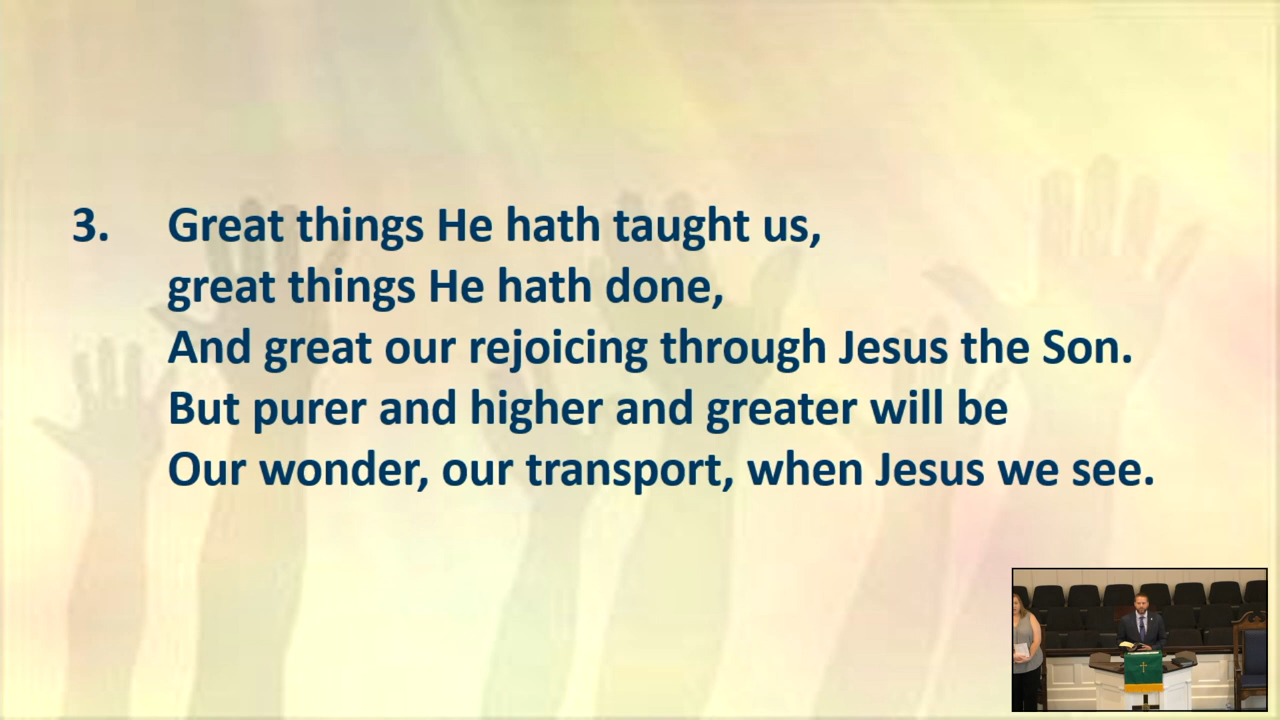 3. Great things He hath taught us,
great things He hath done,
And great our rejoicing through Jesus the Son.
But purer and higher and greater will be
Our wonder, our transport, when Jesus we see.